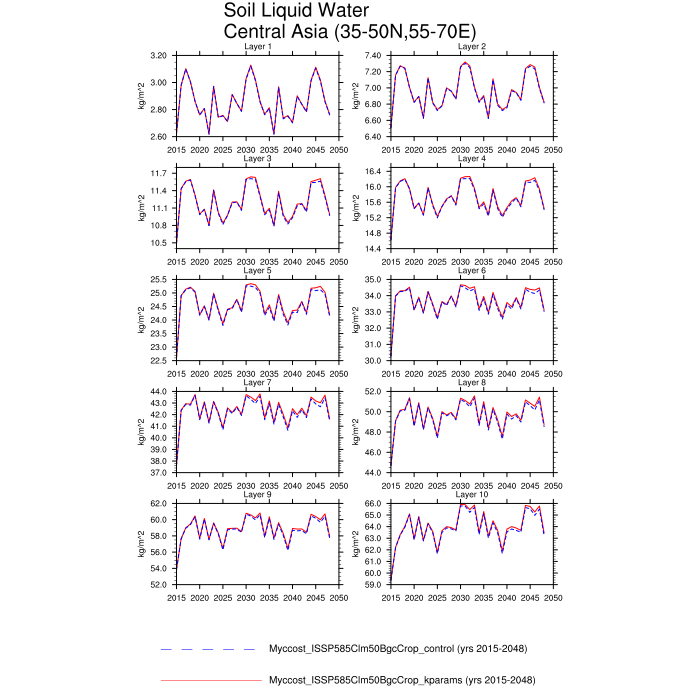 Soil Liquid Water
Central Asia (35-50N,55-70E)
Layer 1
3.20
3.00
2.80
2.60
kg/m^2
2015 2020 2025 2030 2035 2040 2045 2050
Layer 2
7.40
7.20
7.00
6.80
6.60
6.40
kg/m^2
2015 2020 2025 2030 2035 2040 2045 2050
Layer 3
11.7
11.4
11.1
10.8
10.5
kg/m^2
2015 2020 2025 2030 2035 2040 2045 2050
Layer 4
16.4
16.0
15.6
15.2
14.8
14.4
kg/m^2
2015 2020 2025 2030 2035 2040 2045 2050
Layer 5
25.5
25.0
24.5
24.0
23.5
23.0
22.5
kg/m^2
2015 2020 2025 2030 2035 2040 2045 2050
Layer 6
35.0
34.0
33.0
32.0
31.0
30.0
kg/m^2
2015 2020 2025 2030 2035 2040 2045 2050
Layer 7
44.0
43.0
42.0
41.0
40.0
39.0
38.0
37.0
kg/m^2
2015 2020 2025 2030 2035 2040 2045 2050
Layer 8
52.0
50.0
48.0
46.0
44.0
kg/m^2
2015 2020 2025 2030 2035 2040 2045 2050
Layer 9
62.0
60.0
58.0
56.0
54.0
52.0
kg/m^2
2015 2020 2025 2030 2035 2040 2045 2050
Layer 10
66.0
65.0
64.0
63.0
62.0
61.0
60.0
59.0
kg/m^2
2015 2020 2025 2030 2035 2040 2045 2050
Myccost_ISSP585Clm50BgcCrop_control (yrs 2015-2048)
Myccost_ISSP585Clm50BgcCrop_kparams (yrs 2015-2048)